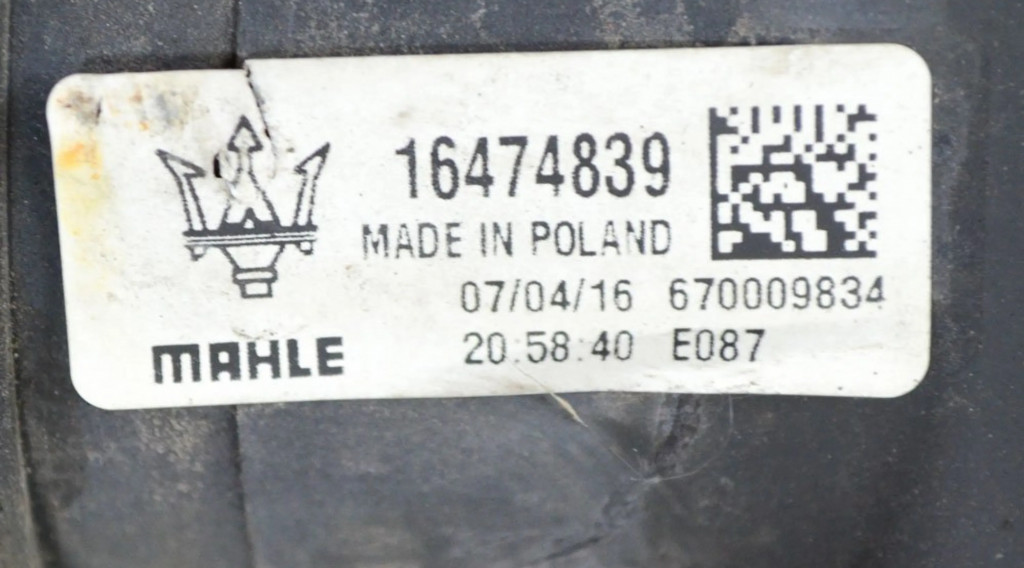 16474839
MADE IN POLAND
07/04/16 670009834
20:58:40 E087
MAHLE